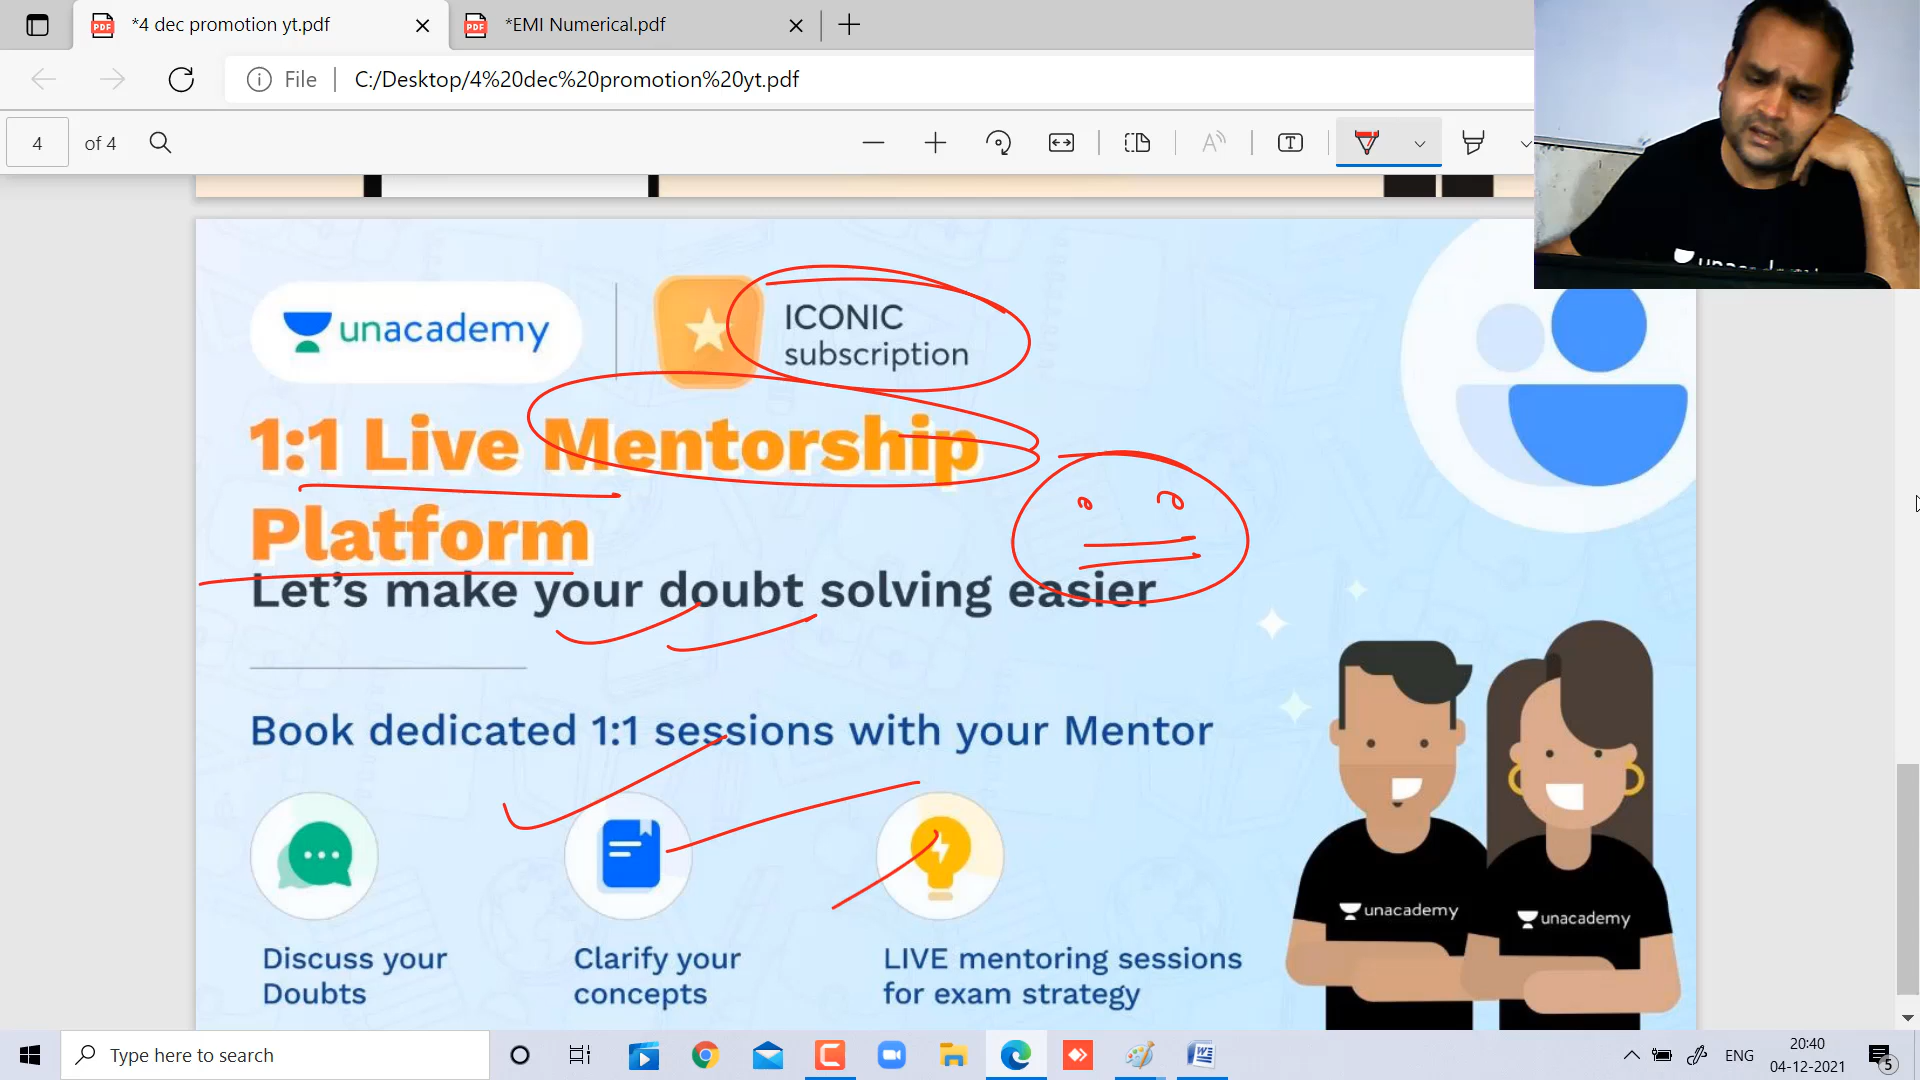 *4 dec promotion yt.pdf
*EMI Numerical.pdf
File
C:/Desktop/4%20dec%20promotion%20yt.pdf
4
of 4
unacademy
ICONIC
subscription
1:1 Live Mentorship
Platform
Let's make your doubt solving easier
Book dedicated 1:1 sessions with your Mentor
Discuss your
Doubts
Clarify your
concepts
LIVE mentoring sessions
for exam strategy
unacademy
unacademy
Type here to search
ENG
20:40
04-12-2021
5